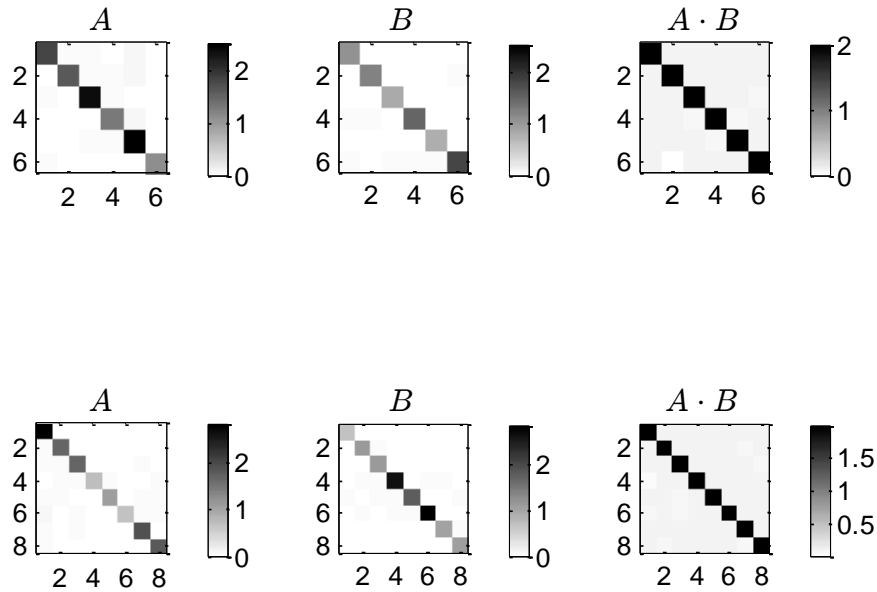 A B A · B
2 2 2 2
2 2
4 1 4 1 4 1
6 0 6 0 6 0
2 4 6 2 4 6 2 4 6
A B A · B
2 2 2
2 2 1.5
4 4 4
1 1 1
6 6 6 0.5
8 0 8 0 8
2 4 6 8 2 4 6 8 2 4 6 8